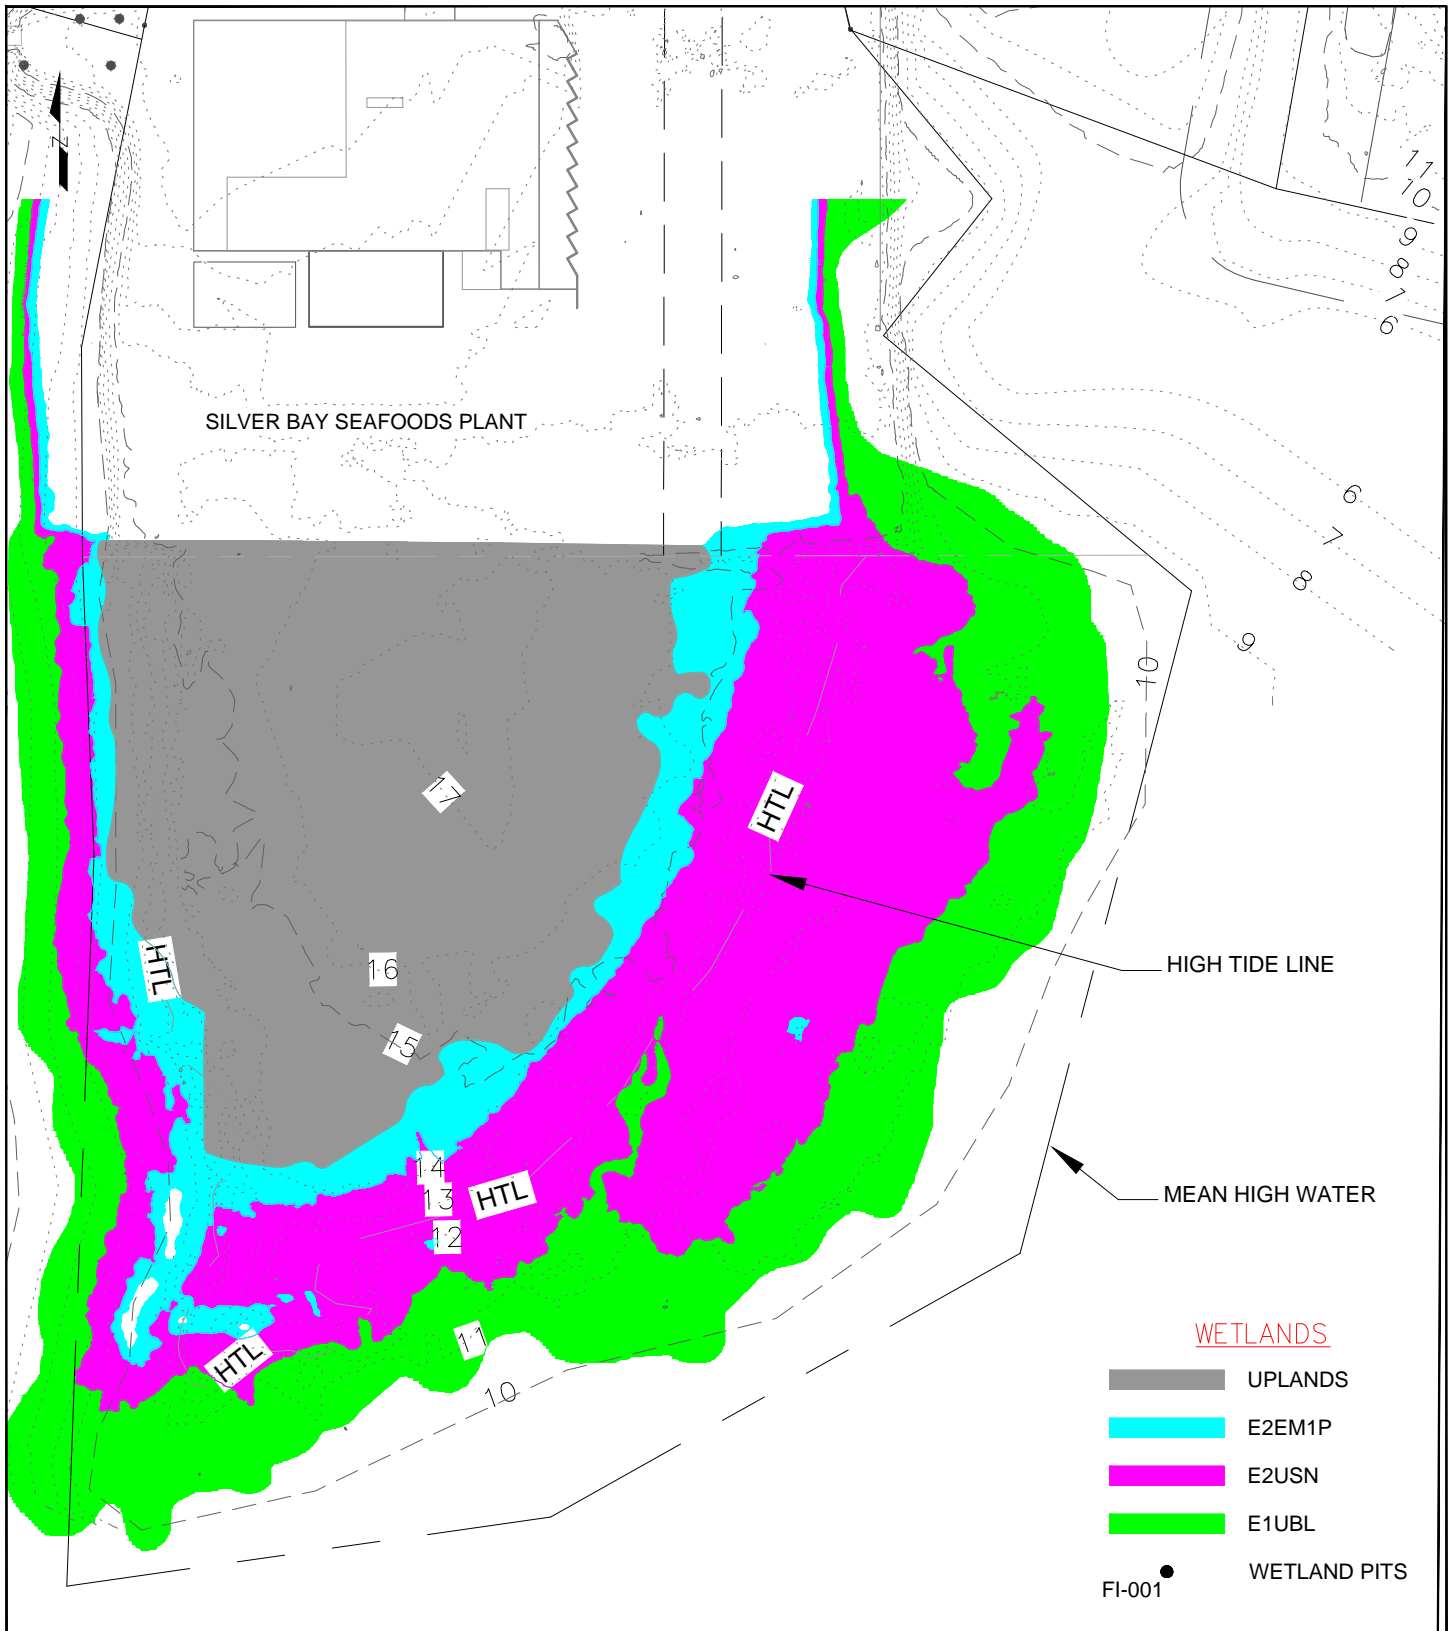 N
11
10
9
8
7
6
SILVER BAY SEAFOODS PLANT
6
7
8
9
10
17
HTL
HTL
16
HIGH TIDE LINE
15
14
13
HTL
12
MEAN HIGH WATER
11
HTL
10
WETLANDS
UPLANDS
E2EM1P
E2USN
E1UBL
WETLAND PITS
FI-001